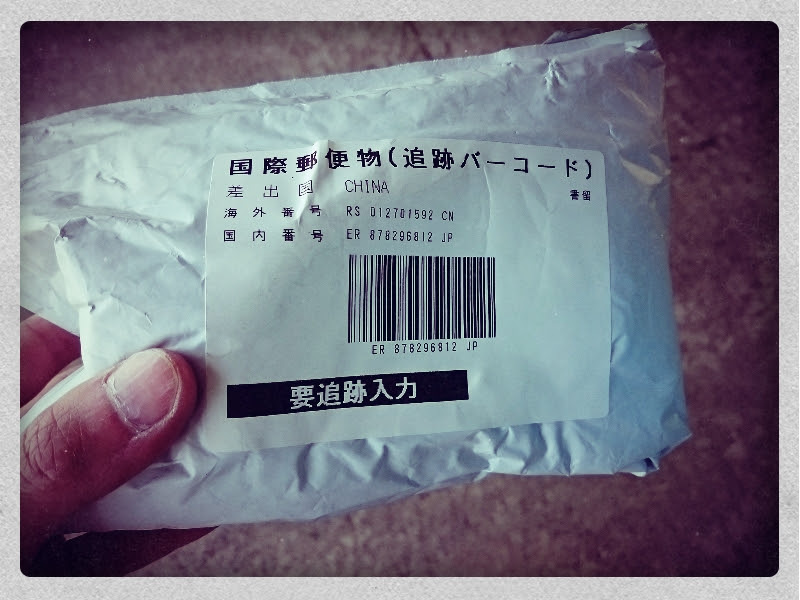 国際郵便物(追跡バーコード)
差出国 CHINA 書留
海外番号 RS 012701592 CN
国内番号 ER 878296812 JP
ER 878296812 JP
要追跡入力